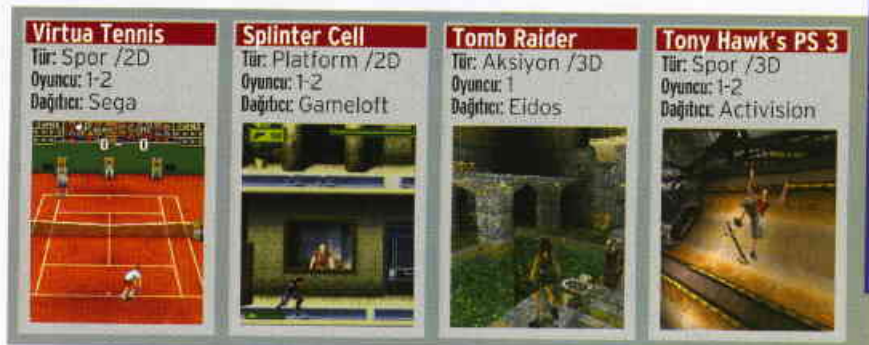 Virtua Tennis
Tür: Spor /2D
Oyuncu: 1-2
Dağıtıcı: Sega
0 - 0
Splinter Cell
Tür: Platform /2D
Oyuncu: 1-2
Dağıtıcı: Gameloft
Tomb Raider
Tür: Aksiyon /3D
Oyuncu: 1
Dağıtıcı: Eidos
Tony Hawk's PS 3
Tür: Spor /3D
Oyuncu: 1-2
Dağıtıcı: Activision